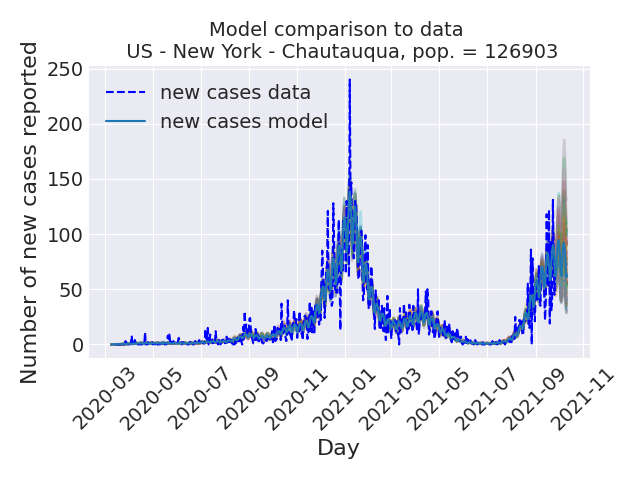 Model comparison to data
US - New York - Chautauqua, pop. = 126903
Number of new cases reported
250
200
150
100
50
0
new cases data
new cases model
2020-03
2020-05
2020-07
2020-09
2020-11
2021-01
2021-03
2021-05
2021-07
2021-09
2021-11
Day